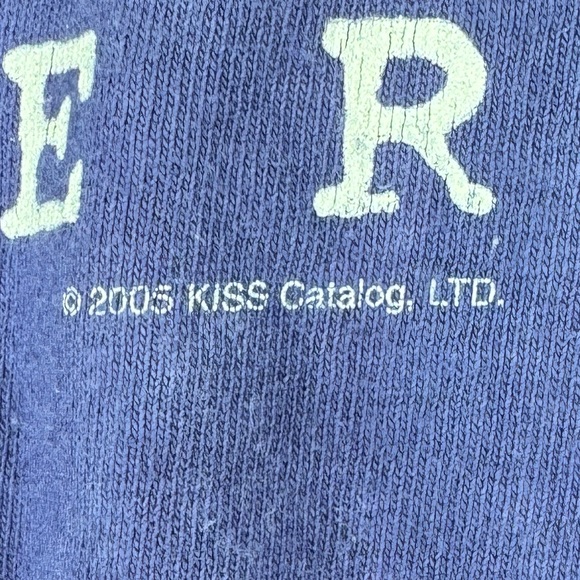 E R
© 2005 KISS Catalog, LTD.